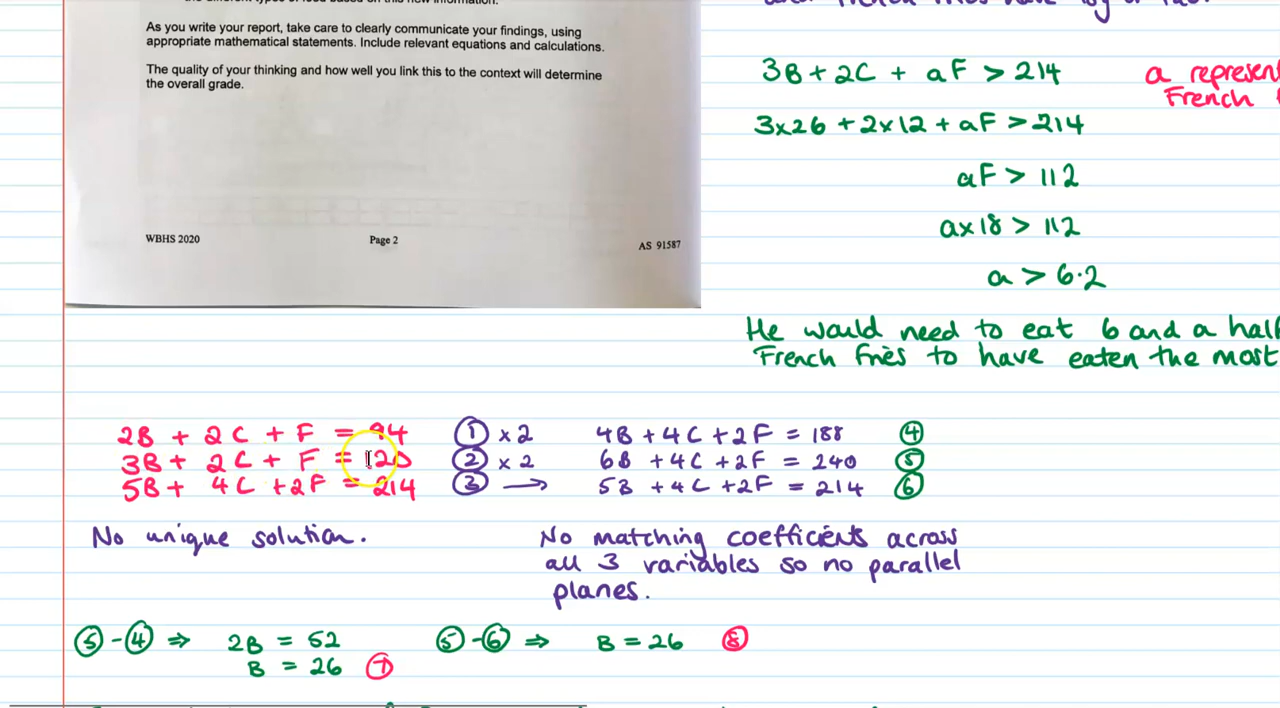 As you write your report, take care to clearly communicate your findings, using
appropriate mathematical statements. Include relevant equations and calculations.
The quality of your thinking and how well you link this to the context will determine
the overall grade.
WBHS 2020
Page 2
AS 91587
3B + 2C + aF > 214
a represent
French
3x26 + 2x12 + aF > 214
aF > 112
ax18 > 112
a > 6.2
He would need to eat 6 and a half
French fries to have eaten the most
2B + 2C + F = 94 ① x 2 4B + 4C + 2F = 188 ④
3B + 2C + F = 120 ② x 2 6B + 4C + 2F = 240 ⑤
5B + 4C + 2F = 214 ③ → 5B + 4C + 2F = 214 ⑥
No unique solution.
No matching coefficients across
all 3 variables so no parallel
planes.
⑤ - ④ ⇒ 2B = 52 ⑤ - ⑥ ⇒ B = 26 ⑧
B = 26 ⑦